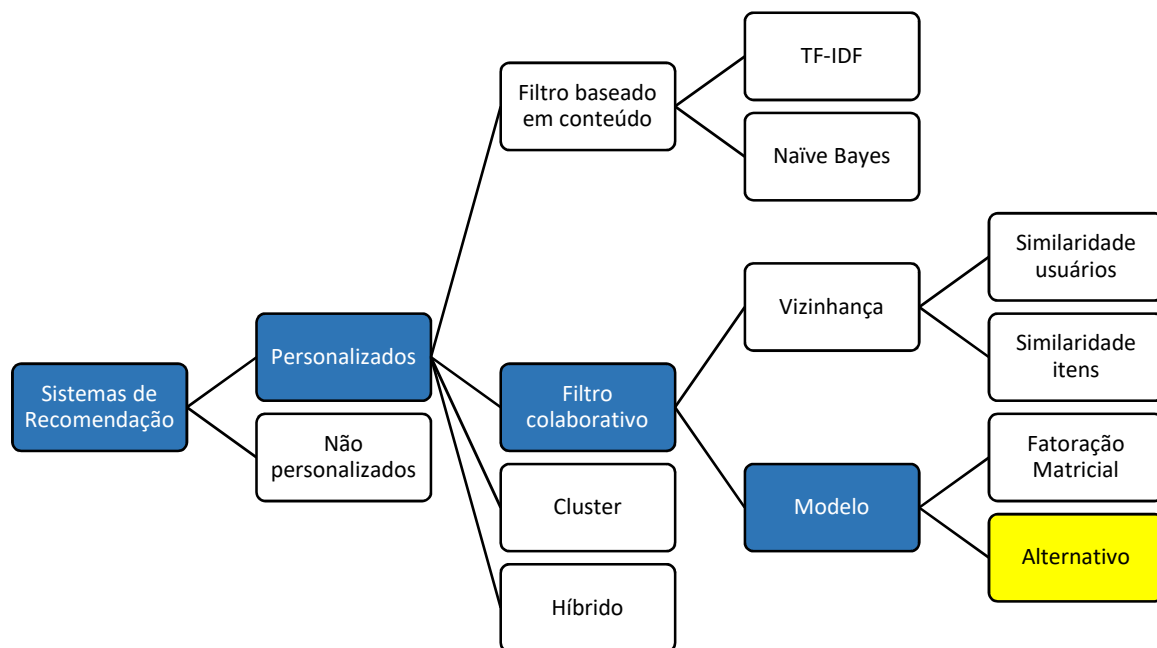 Sistemas de
Recomendação
Personalizados
Não
personalizados
Filtro baseado
em conteúdo
Filtro
colaborativo
Cluster
Híbrido
TF-IDF
Naïve Bayes
Vizinhança
Modelo
Similaridade
usuários
Similaridade
itens
Fatoração
Matricial
Alternativo